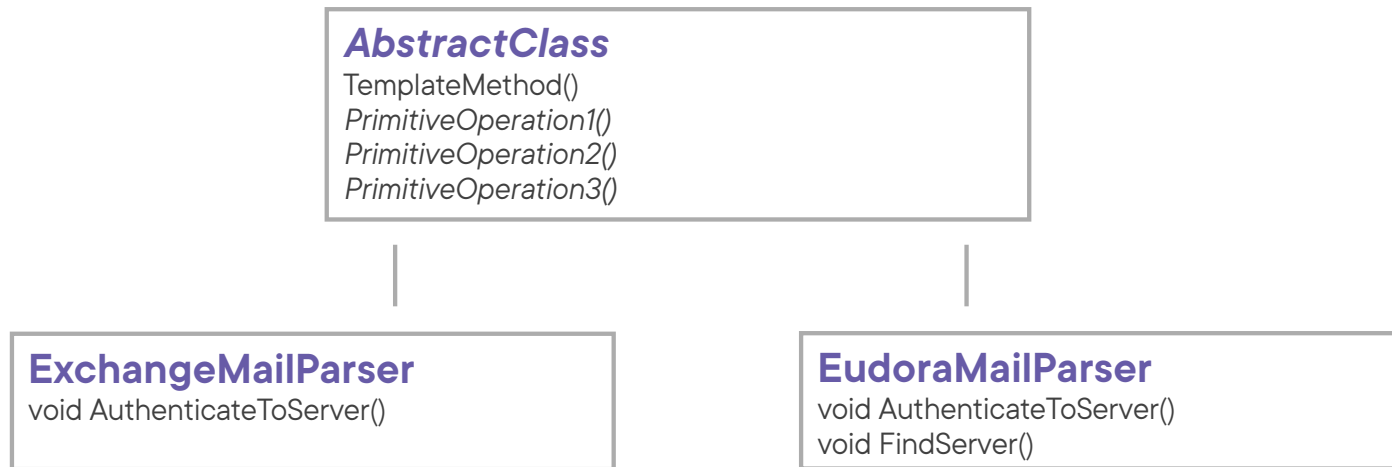 AbstractClass
TemplateMethod()
PrimitiveOperation1()
PrimitiveOperation2()
PrimitiveOperation3()
ExchangeMailParser
void AuthenticateToServer()
EudoraMailParser
void AuthenticateToServer()
void FindServer()